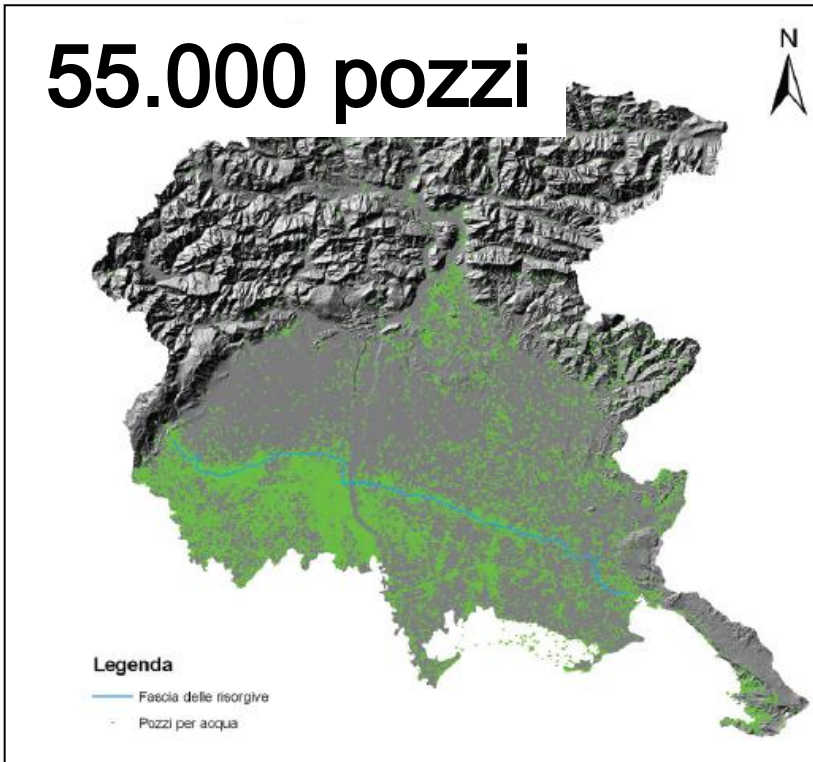 55.000 pozzi
N
Legenda
Fascia delle risorgive
Pozzi per acqua